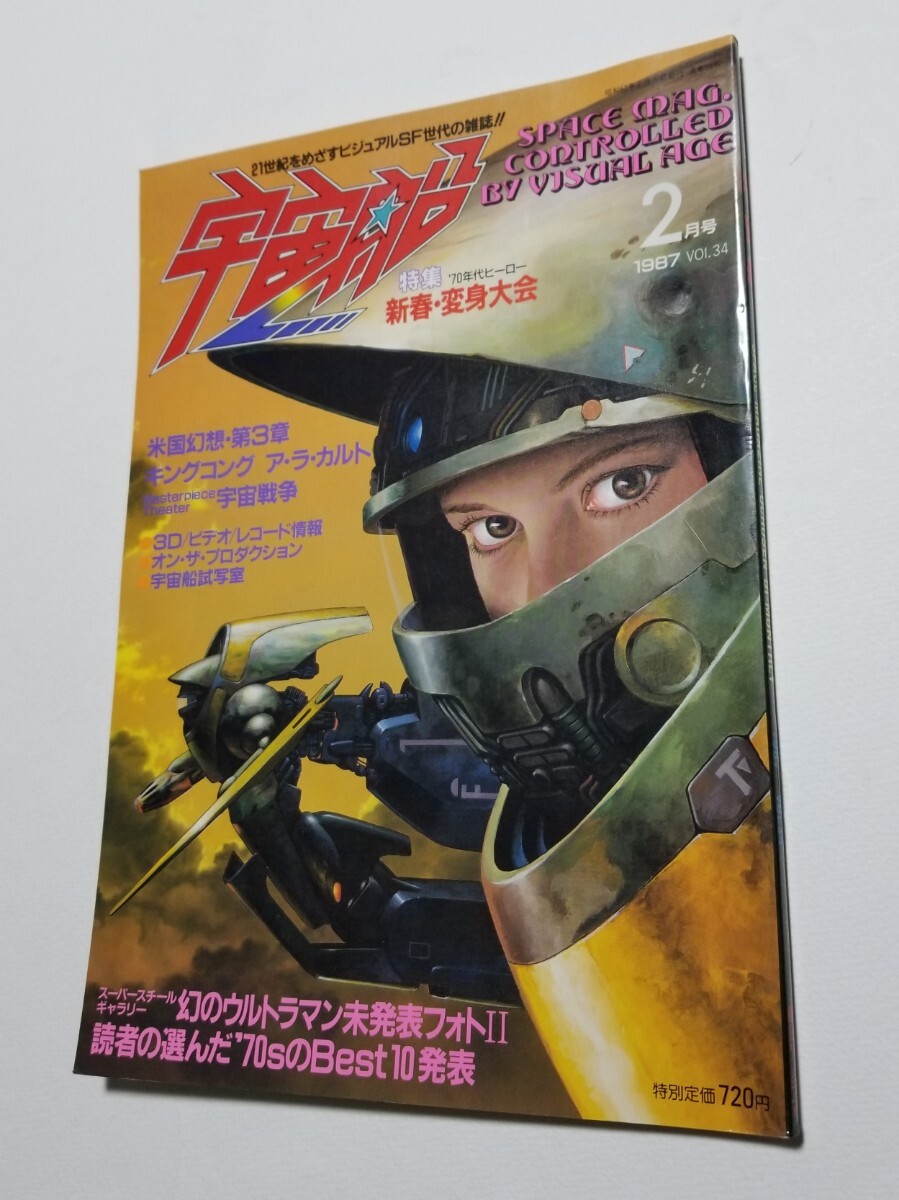 21世紀をめざすビジュアルSF世代の雑誌!!
宇宙船
SPACE MAG.
CONTROLLED
BY VISUAL AGE
2月号
1987 VOL.34
特集 '70年代ヒーロー
新春・変身大会
米国幻想・第3章
キングコング ア・ラ・カルト
Masterpiece
Theater
宇宙戦争
3D/ビデオ/レコード情報
オン・ザ・プロダクション
宇宙船試写室
スーパースチール
ギャラリー
幻のウルトラマン未発表フォトII
読者の選んだ'70sのBest10発表
特別定価720円